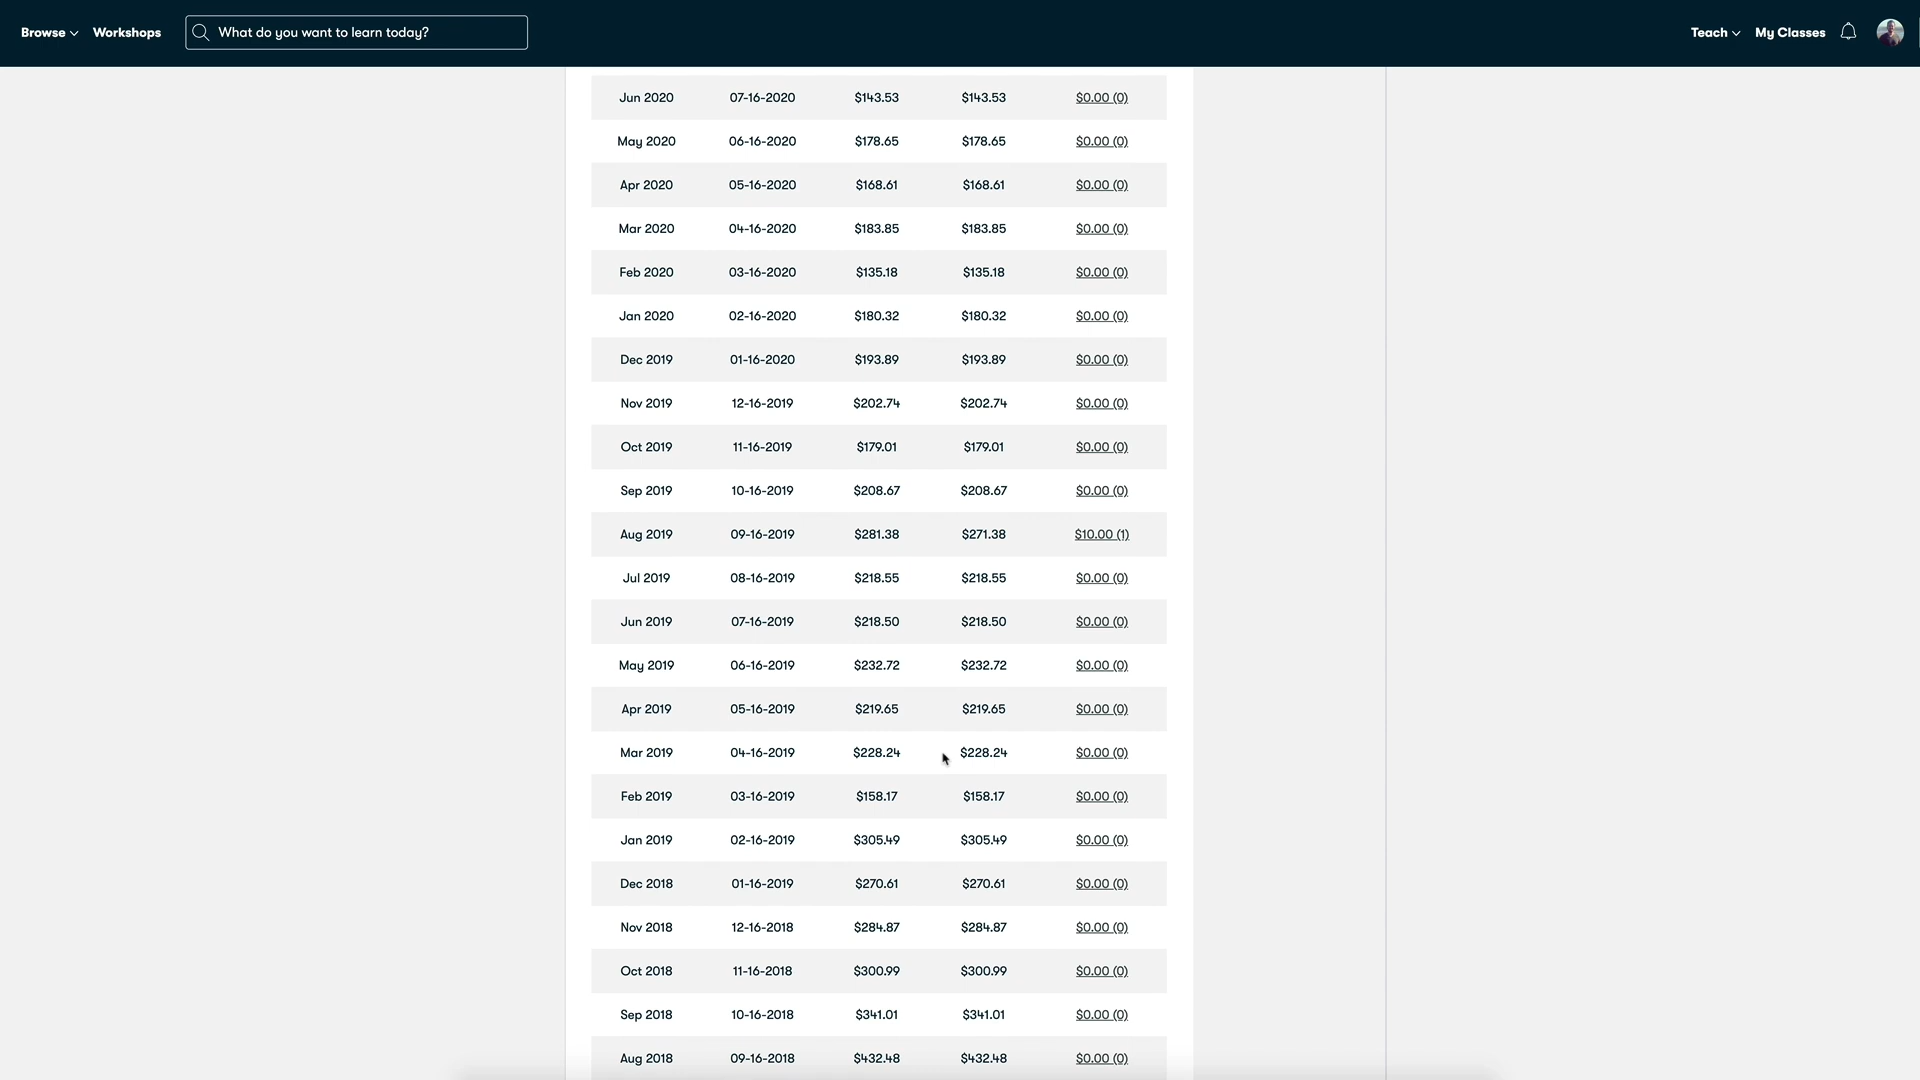 Browse Workshops What do you want to learn today? Teach My Classes
Jun 2020 07-16-2020 $143.53 $143.53 $0.00 (0)
May 2020 06-16-2020 $178.65 $178.65 $0.00 (0)
Apr 2020 05-16-2020 $168.61 $168.61 $0.00 (0)
Mar 2020 04-16-2020 $183.85 $183.85 $0.00 (0)
Feb 2020 03-16-2020 $135.18 $135.18 $0.00 (0)
Jan 2020 02-16-2020 $180.32 $180.32 $0.00 (0)
Dec 2019 01-16-2020 $193.89 $193.89 $0.00 (0)
Nov 2019 12-16-2019 $202.74 $202.74 $0.00 (0)
Oct 2019 11-16-2019 $179.01 $179.01 $0.00 (0)
Sep 2019 10-16-2019 $208.67 $208.67 $0.00 (0)
Aug 2019 09-16-2019 $281.38 $271.38 $10.00 (1)
Jul 2019 08-16-2019 $218.55 $218.55 $0.00 (0)
Jun 2019 07-16-2019 $218.50 $218.50 $0.00 (0)
May 2019 06-16-2019 $232.72 $232.72 $0.00 (0)
Apr 2019 05-16-2019 $219.65 $219.65 $0.00 (0)
Mar 2019 04-16-2019 $228.24 $228.24 $0.00 (0)
Feb 2019 03-16-2019 $158.17 $158.17 $0.00 (0)
Jan 2019 02-16-2019 $305.49 $305.49 $0.00 (0)
Dec 2018 01-16-2019 $270.61 $270.61 $0.00 (0)
Nov 2018 12-16-2018 $284.87 $284.87 $0.00 (0)
Oct 2018 11-16-2018 $300.99 $300.99 $0.00 (0)
Sep 2018 10-16-2018 $341.01 $341.01 $0.00 (0)
Aug 2018 09-16-2018 $432.48 $432.48 $0.00 (0)